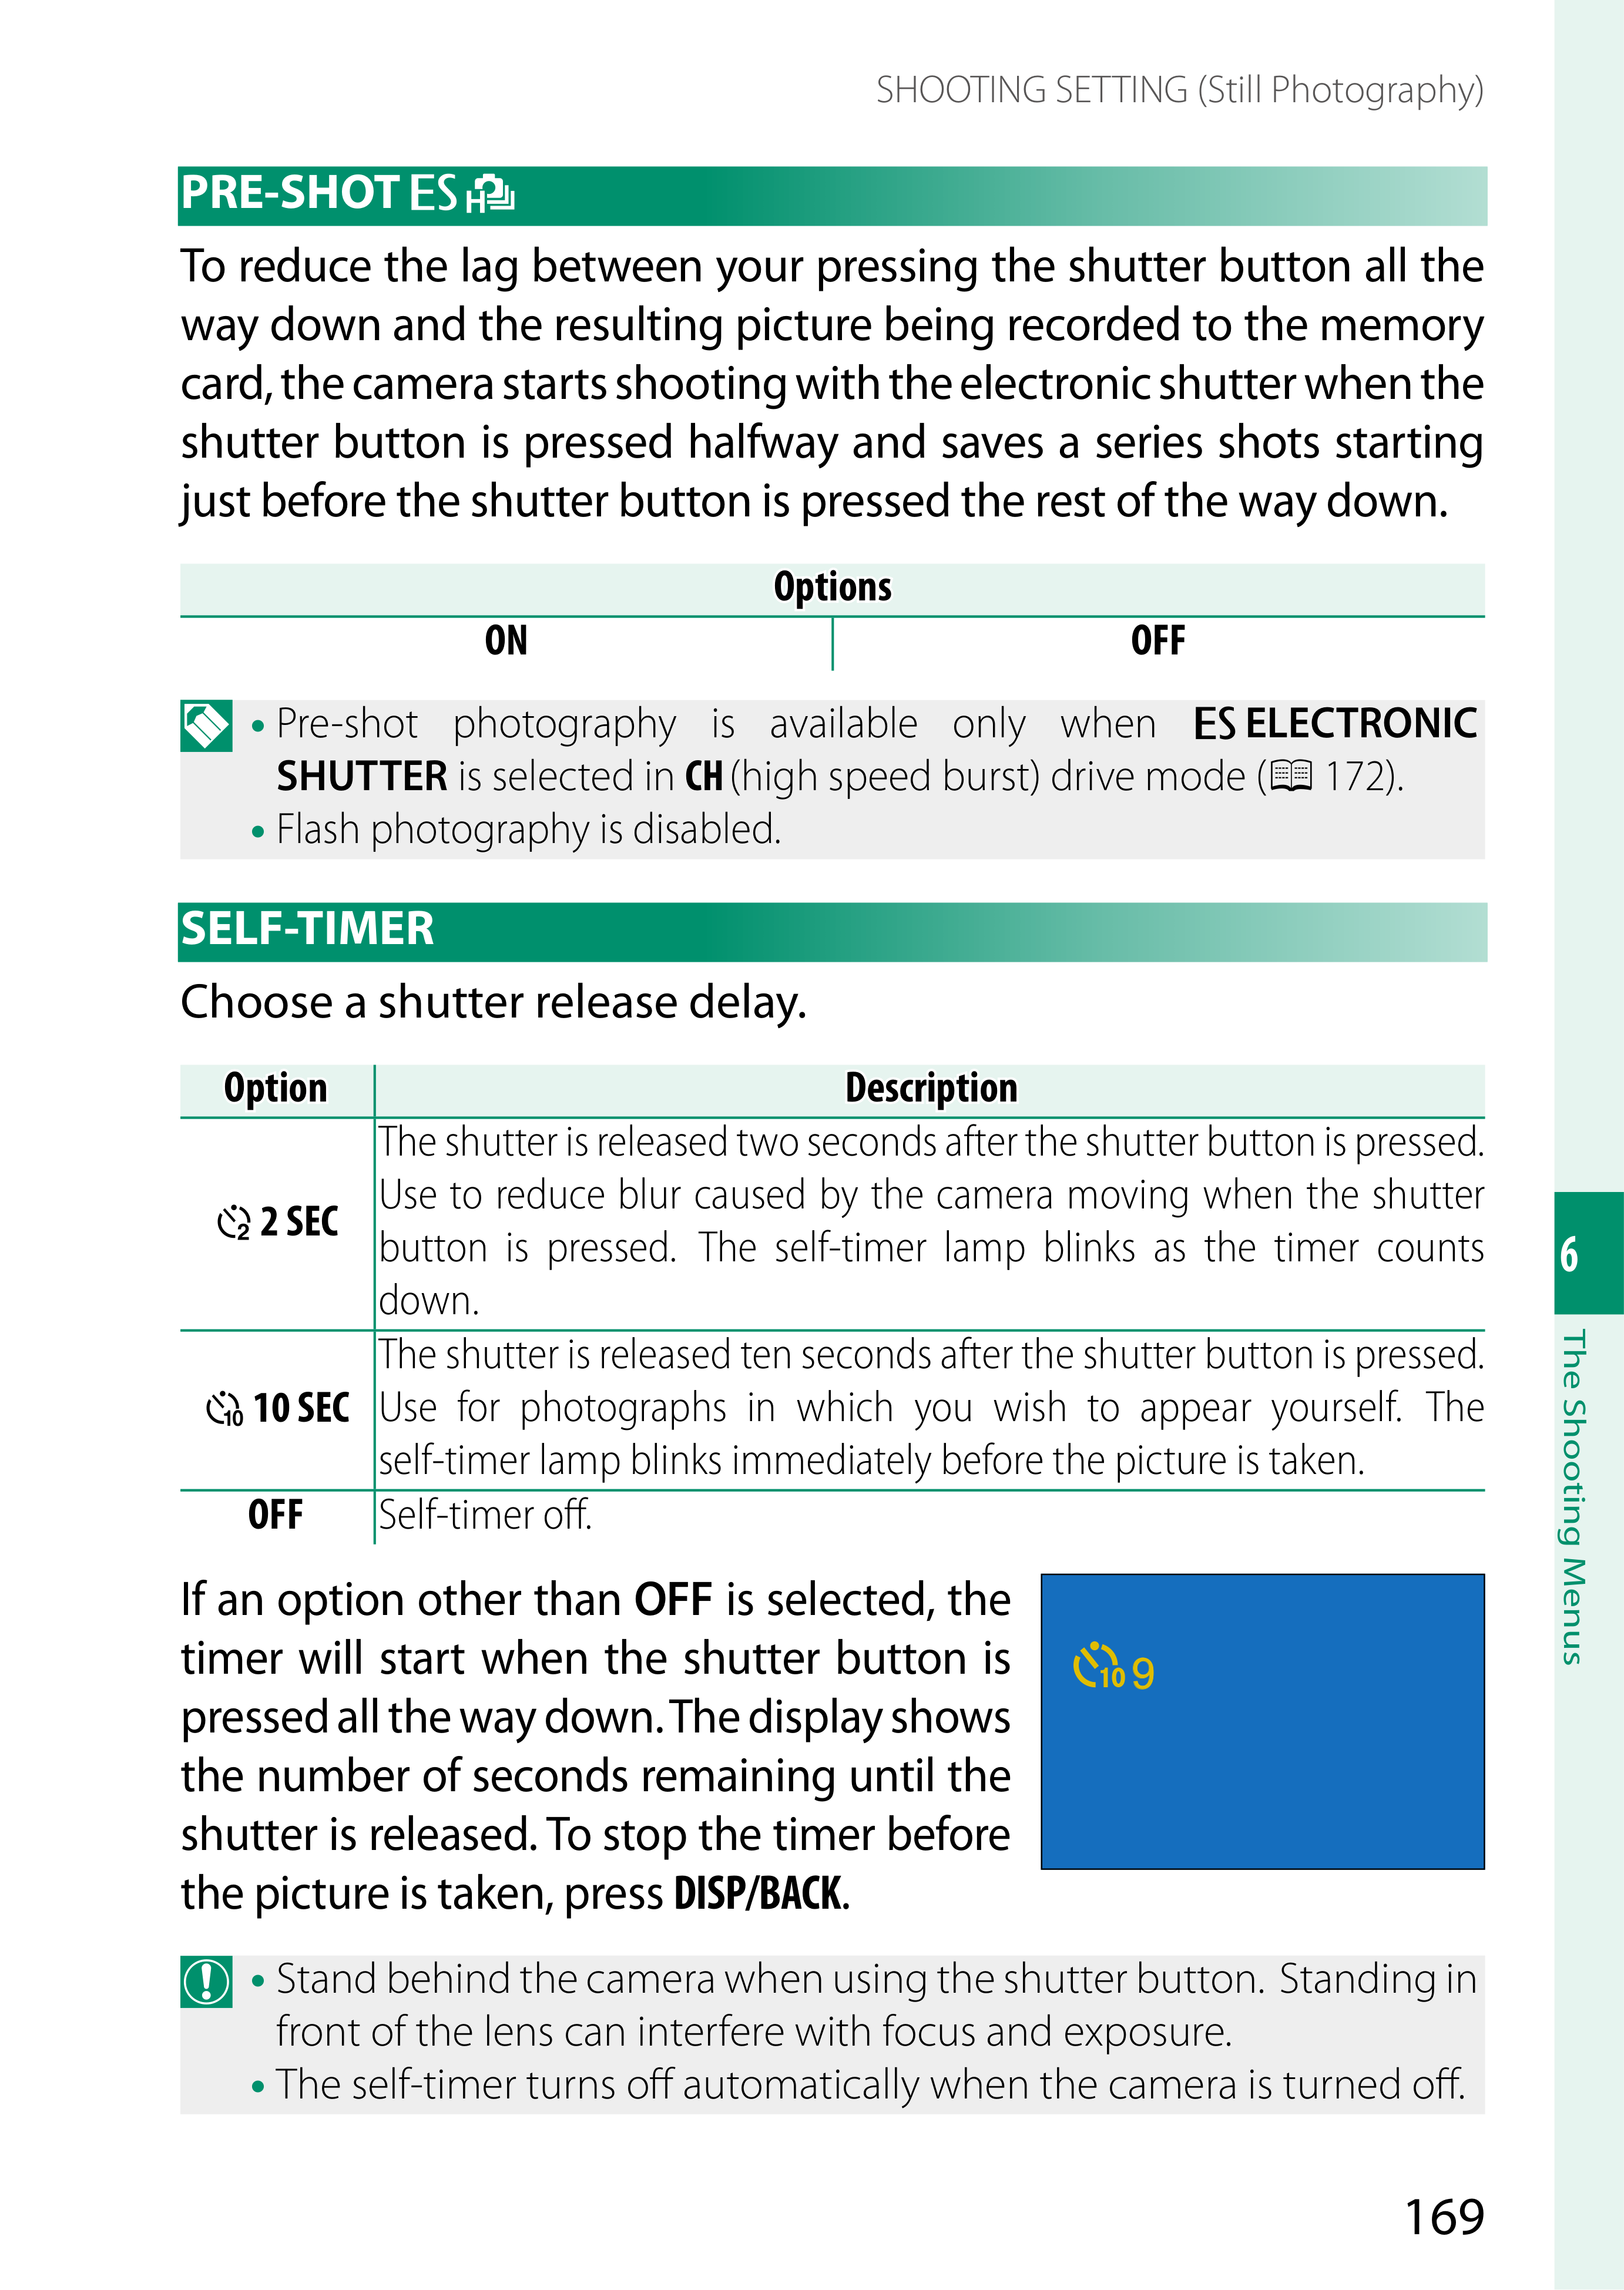 SHOOTING SETTING (Still Photography)
PRE-SHOT ES H
To reduce the lag between your pressing the shutter button all the
way down and the resulting picture being recorded to the memory
card, the camera starts shooting with the electronic shutter when the
shutter button is pressed halfway and saves a series shots starting
just before the shutter button is pressed the rest of the way down.
Options
ON OFF
• Pre-shot photography is available only when ES ELECTRONIC
SHUTTER is selected in CH (high speed burst) drive mode ( 172).
• Flash photography is disabled.
SELF-TIMER
Choose a shutter release delay.
Option Description
2 2 SEC
The shutter is released two seconds after the shutter button is pressed.
Use to reduce blur caused by the camera moving when the shutter
button is pressed. The self-timer lamp blinks as the timer counts
down.
10 10 SEC
The shutter is released ten seconds after the shutter button is pressed.
Use for photographs in which you wish to appear yourself. The
self-timer lamp blinks immediately before the picture is taken.
OFF Self-timer off.
If an option other than OFF is selected, the
timer will start when the shutter button is
pressed all the way down. The display shows
the number of seconds remaining until the
shutter is released. To stop the timer before
the picture is taken, press DISP/BACK.
10 9
• Stand behind the camera when using the shutter button. Standing in
front of the lens can interfere with focus and exposure.
• The self-timer turns off automatically when the camera is turned off.
6
The Shooting Menus
169